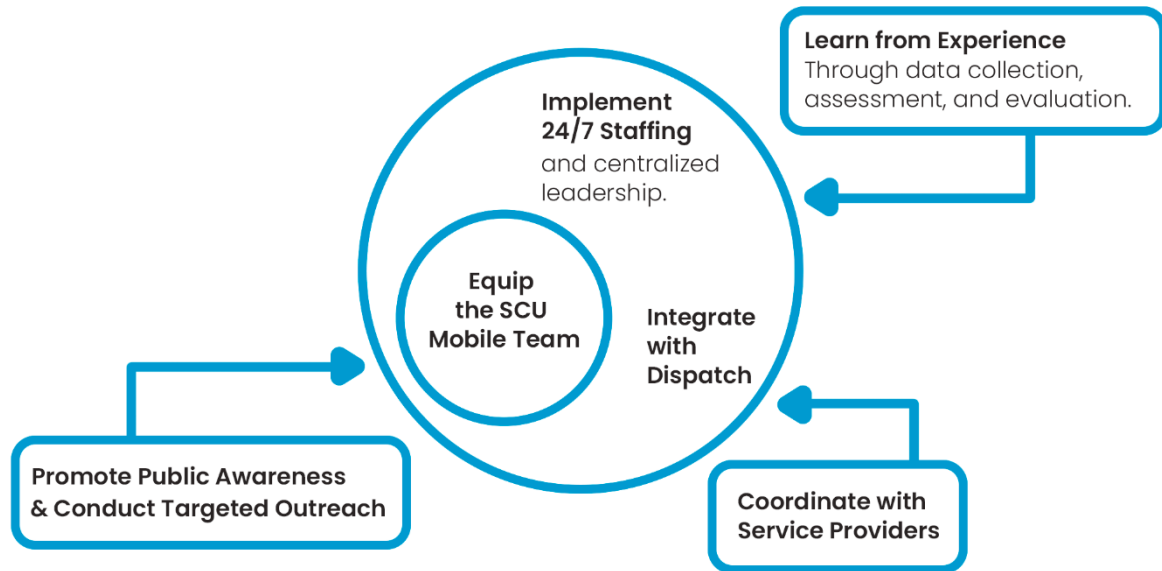 Learn from Experience
Through data collection,
assessment, and evaluation.
Implement
24/7 Staffing
and centralized
leadership.
Equip
the SCU
Mobile Team
Integrate
with
Dispatch
Promote Public Awareness
& Conduct Targeted Outreach
Coordinate with
Service Providers